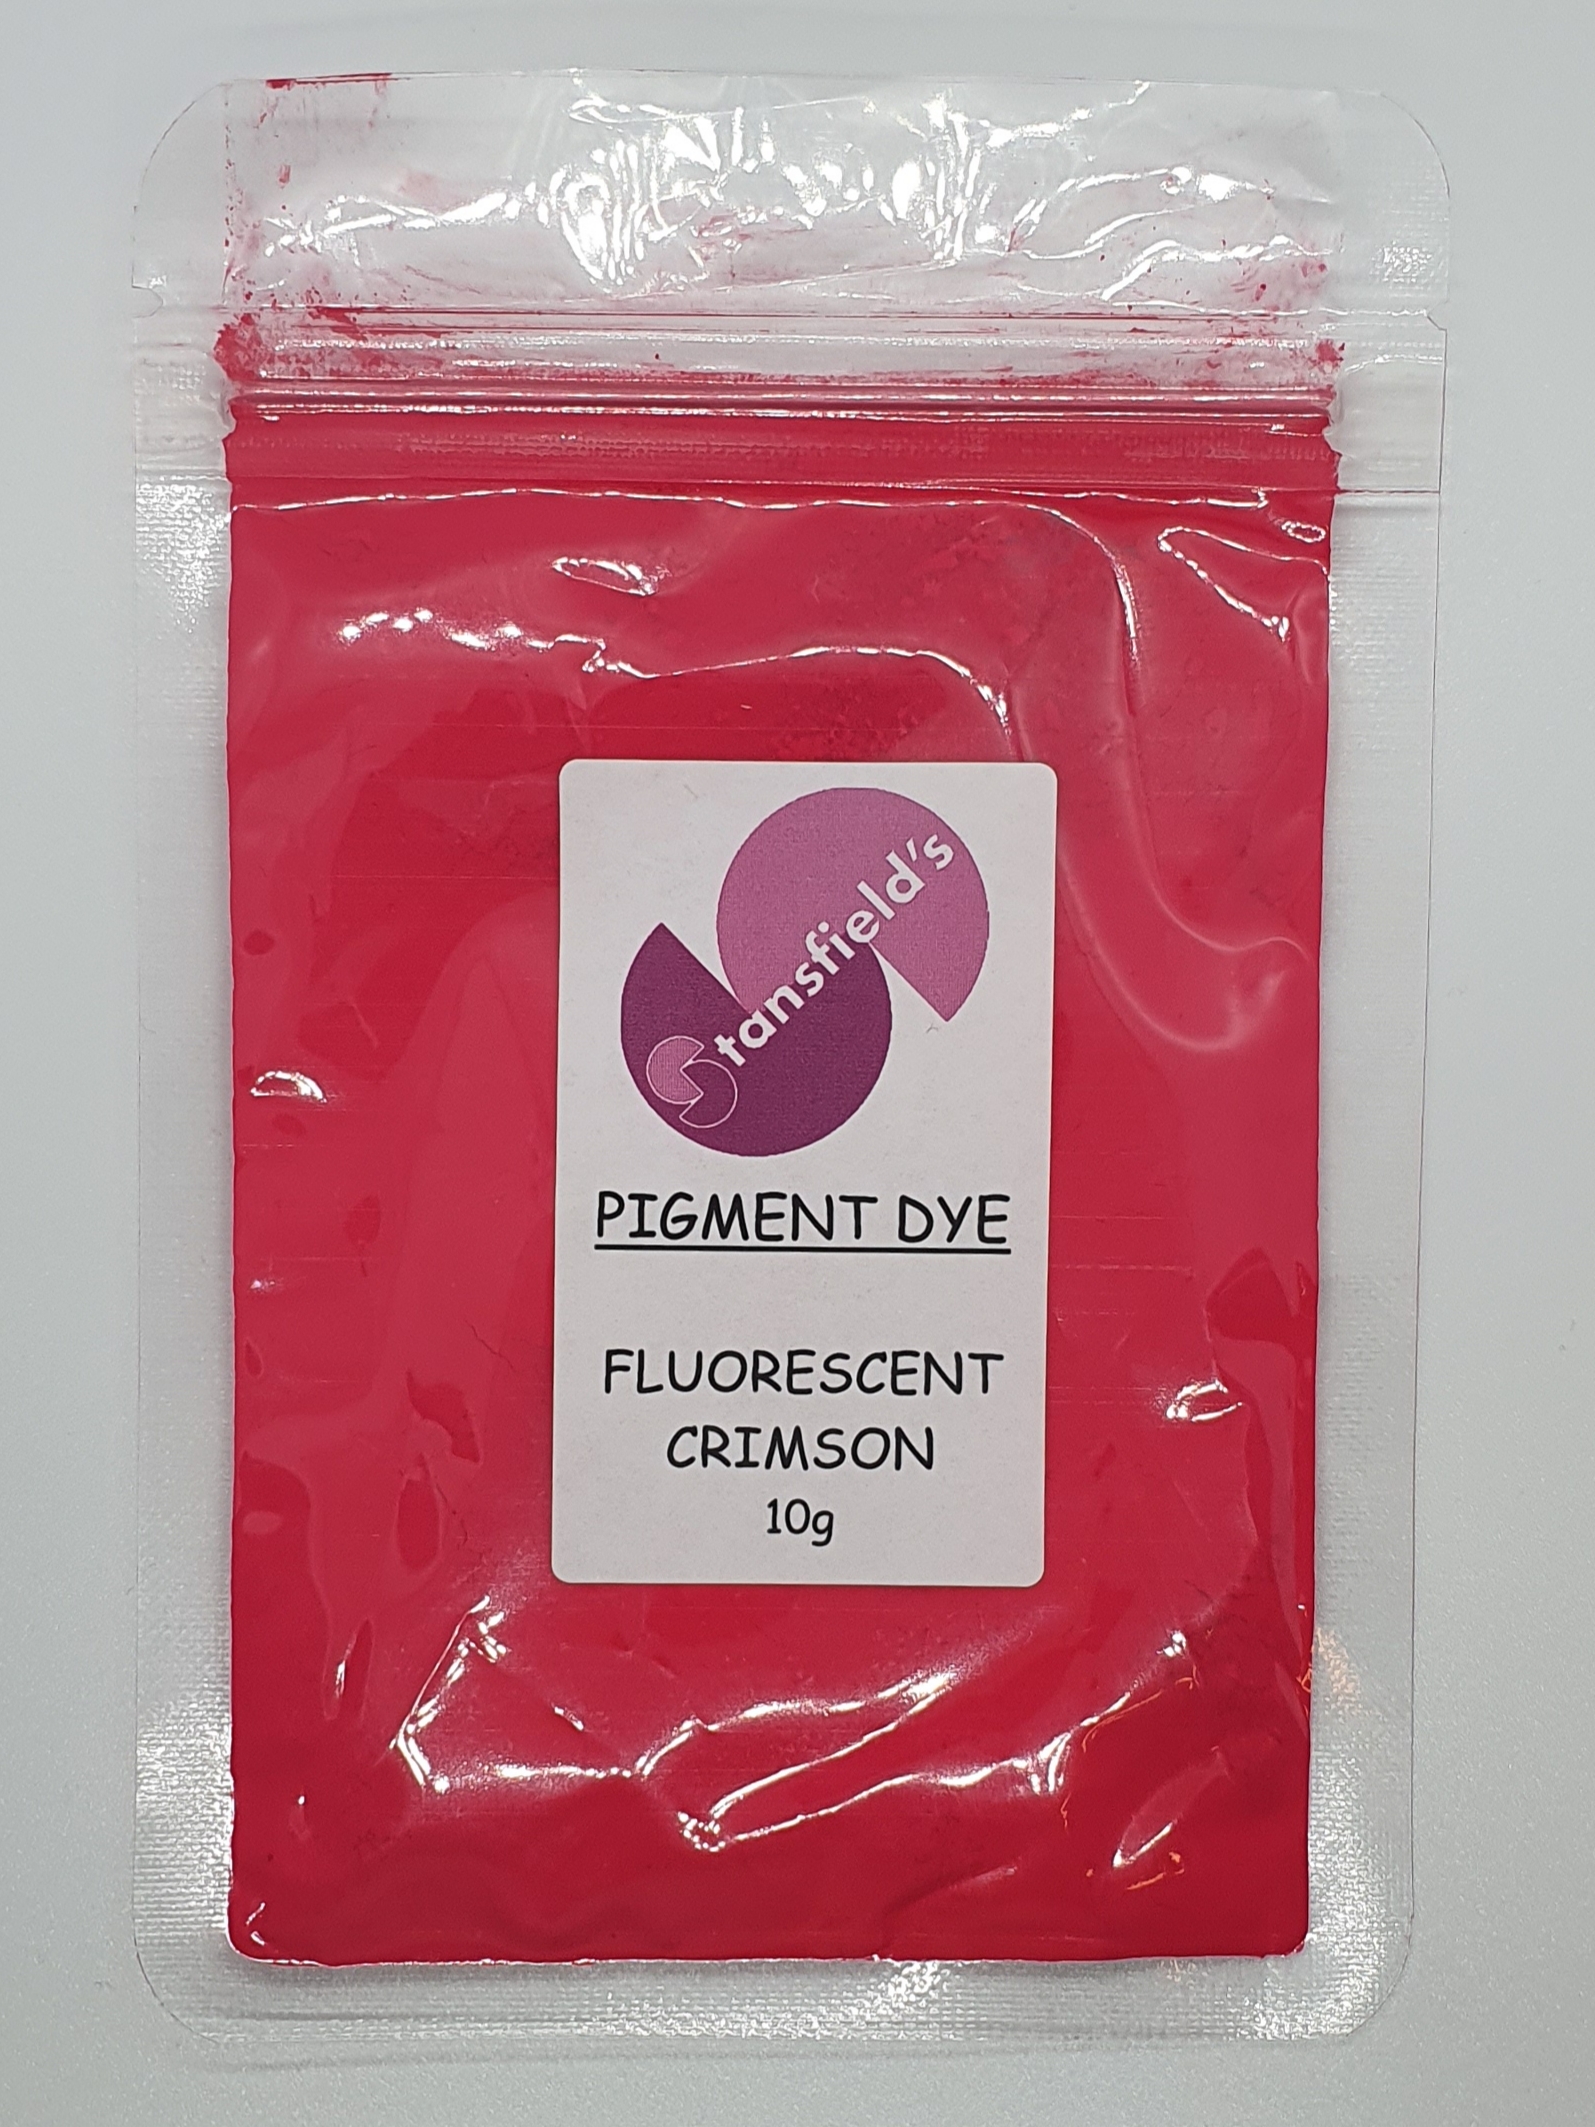 Stansfield's
PIGMENT DYE
FLUORESCENT
CRIMSON
10g